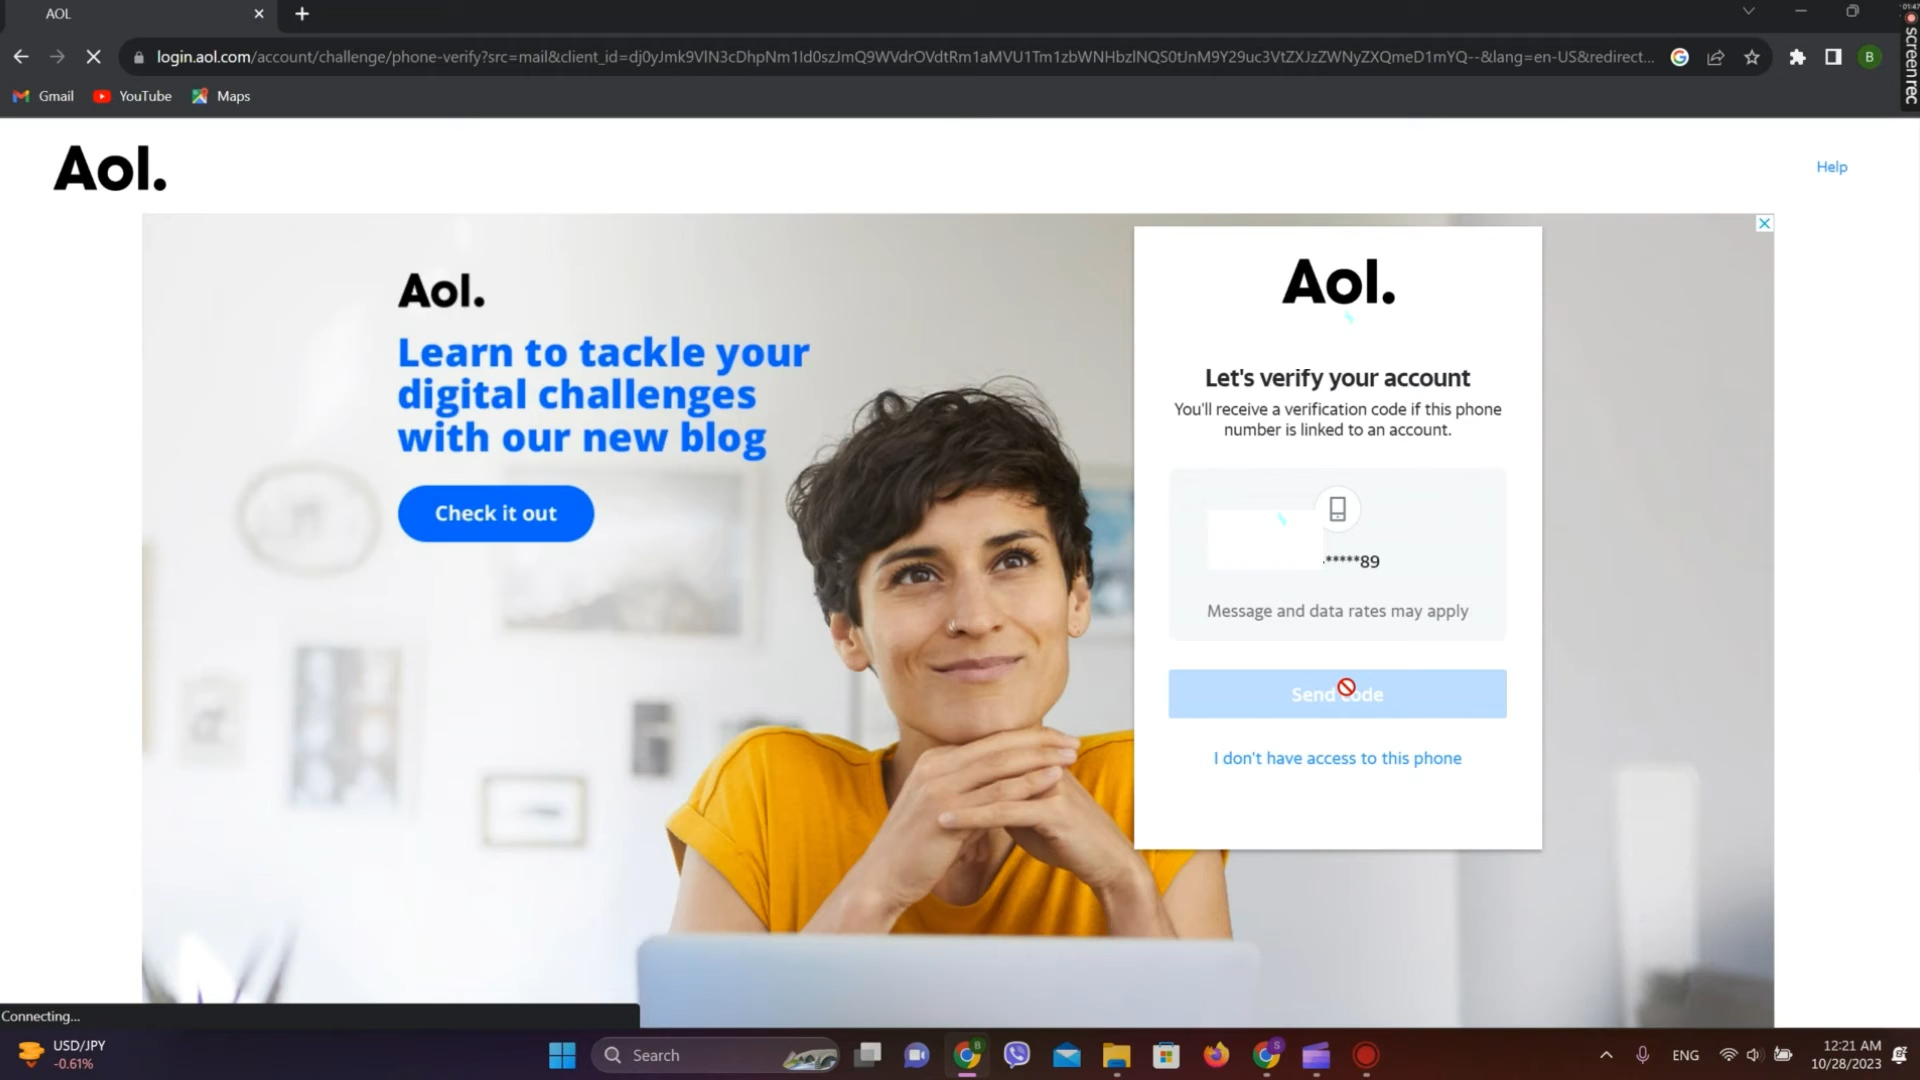 AOL
01:47
screenrec
login.aol.com/account/challenge/phone-verify?src=mail&client_id=dj0yJmk9VlN3cDhpNm1Id0szJmQ9WVdrOVdtRm1aMVU1Tm1zbWNHbzlNQS0tJnM9Y29uc3VtZXJzZWNyZXQmeD1mYQ--&lang=en-US&redirect...
B
Gmail
YouTube
Maps
Aol.
Help
Aol.
Learn to tackle your
digital challenges
with our new blog
Check it out
Aol.
Let's verify your account
You'll receive a verification code if this phone
number is linked to an account.
*****89
Message and data rates may apply
Send code
I don't have access to this phone
Connecting...
USD/JPY
-0.61%
Search
B
S
ENG
12:21 AM
10/28/2023